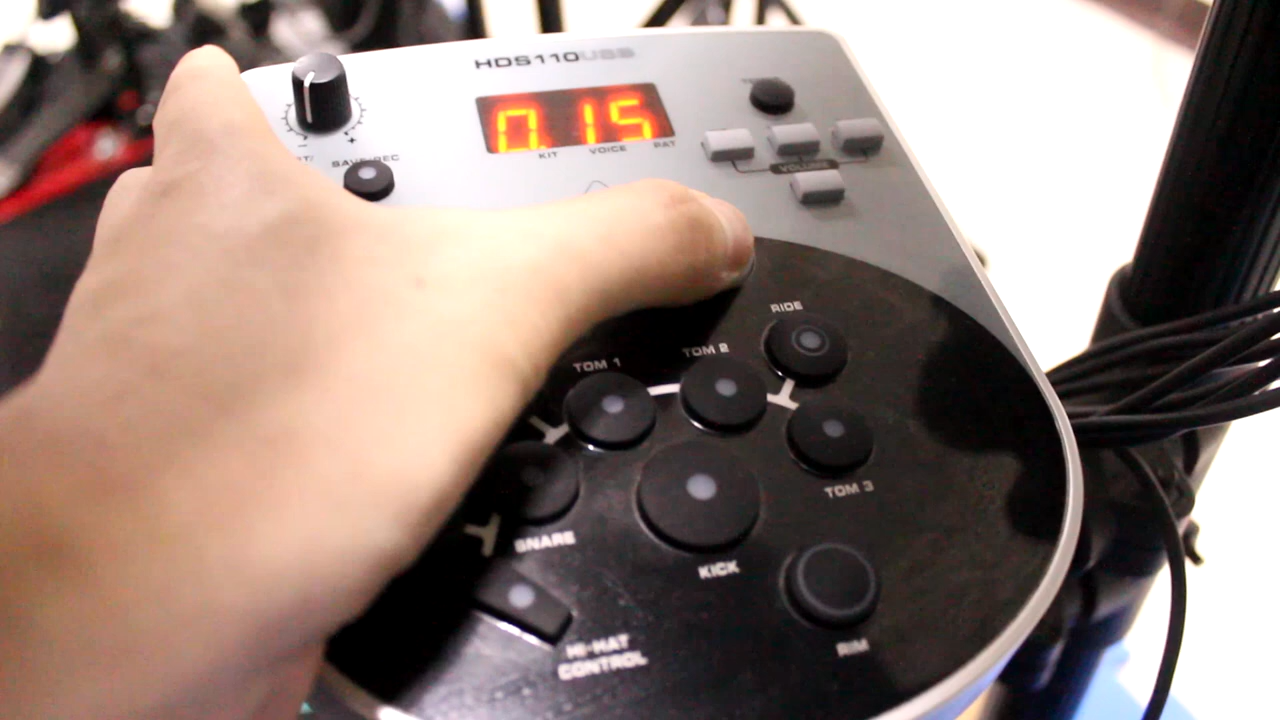 HDS110USB
0.15
KIT VOICE PAT
SAVE/REC
VOLUME
RIDE
TOM 1 TOM 2
TOM 3
SNARE
KICK
HI-HAT
CONTROL
RIM